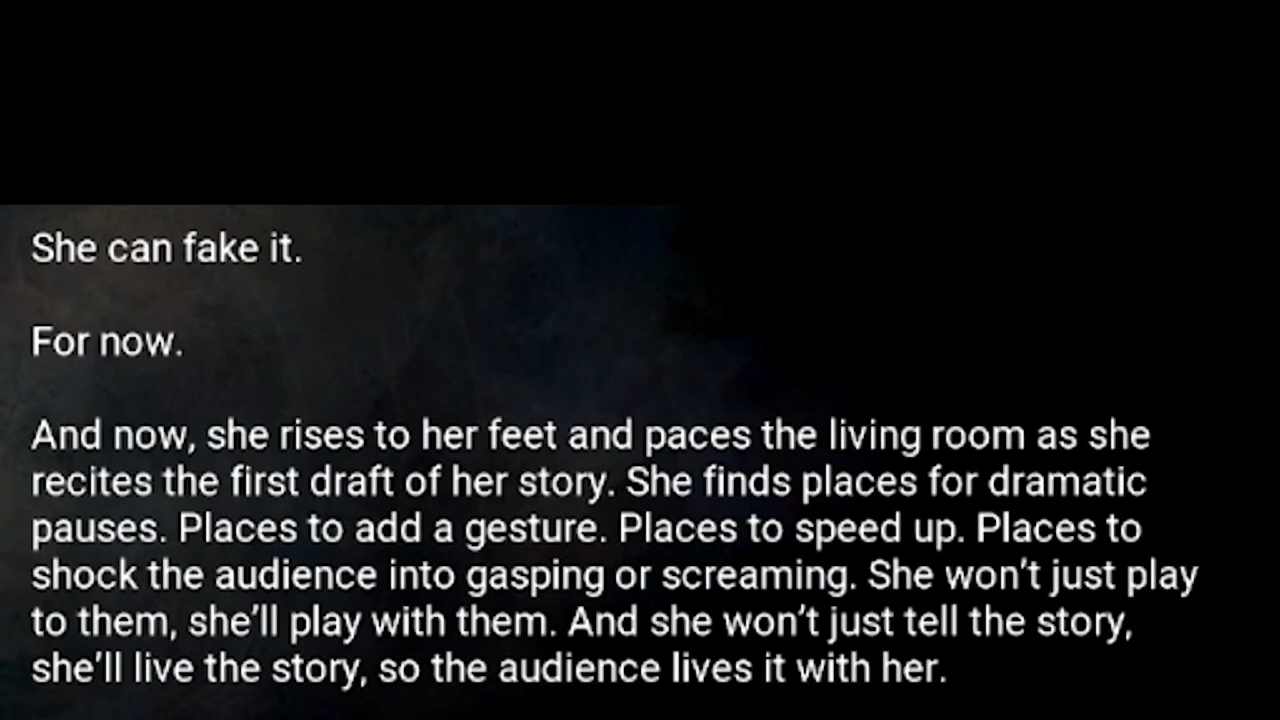 She can fake it.
For now.
And now, she rises to her feet and paces the living room as she
recites the first draft of her story. She finds places for dramatic
pauses. Places to add a gesture. Places to speed up. Places to
shock the audience into gasping or screaming. She won’t just play
to them, she’ll play with them. And she won’t just tell the story,
she’ll live the story, so the audience lives it with her.